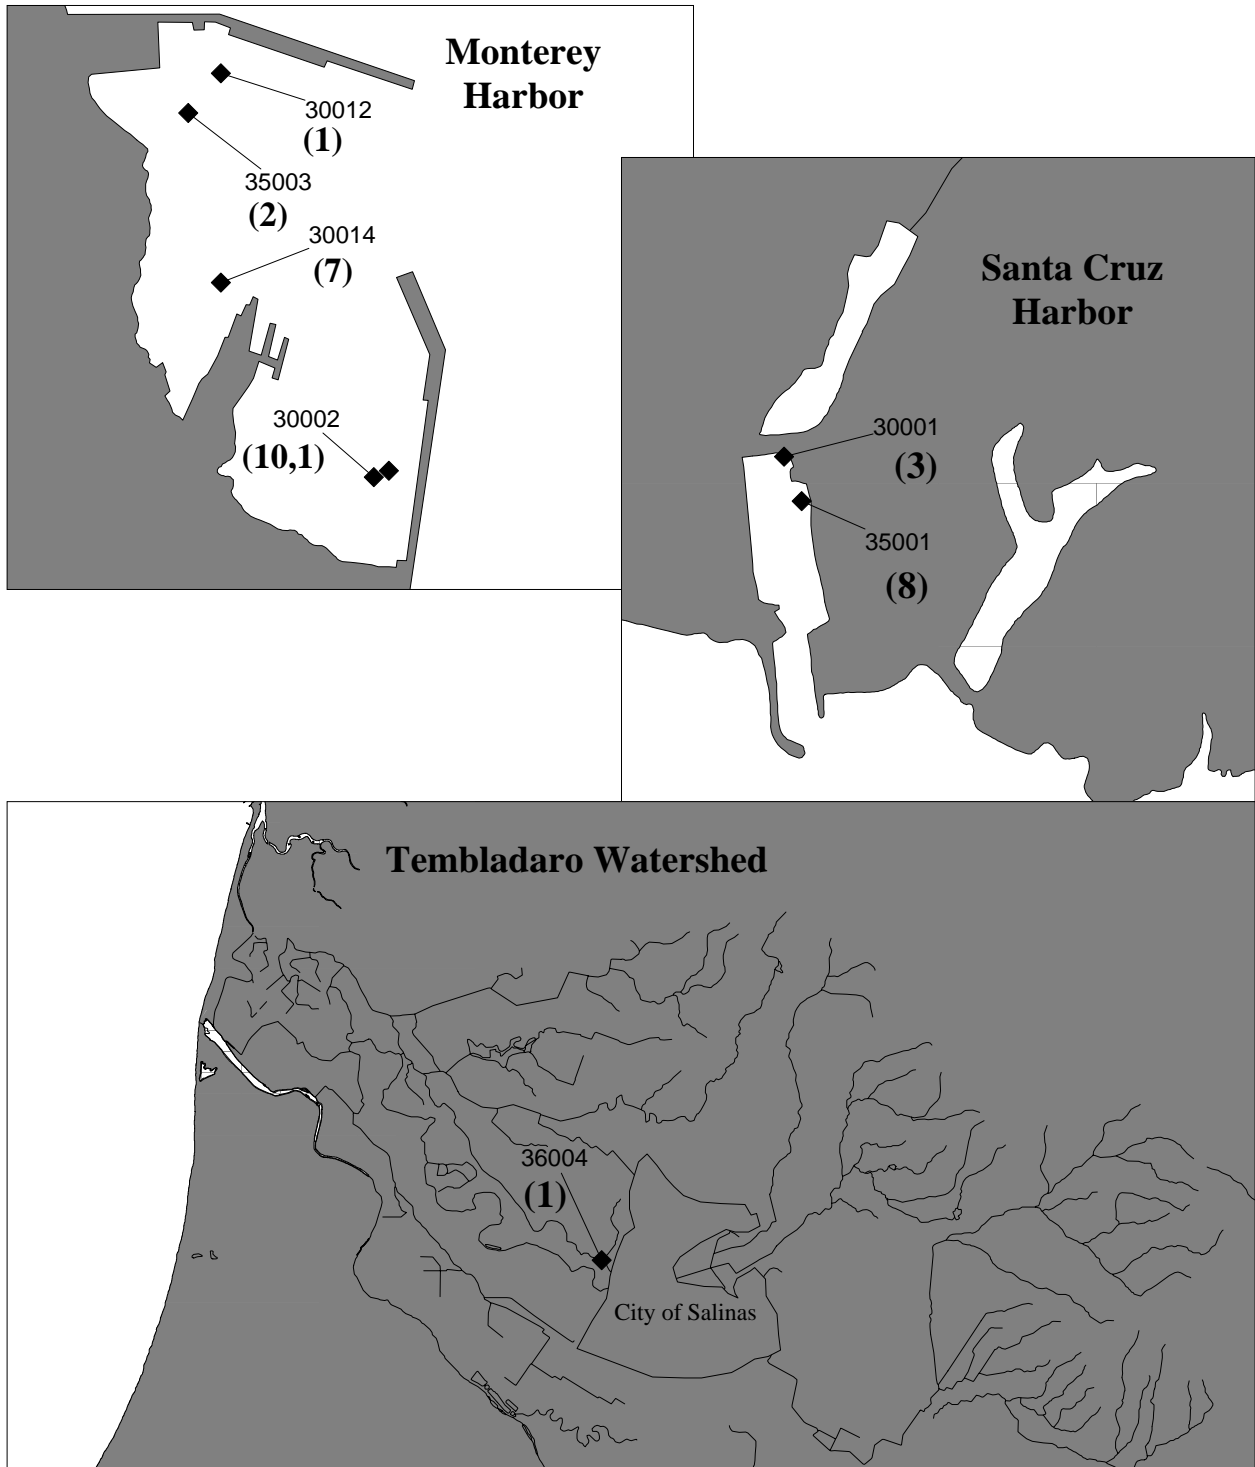 Monterey
Harbor
30012
(1)
35003
(2)
30014
(7)
30002
(10,1)
Santa Cruz
Harbor
30001
(3)
35001
(8)
Tembladaro Watershed
36004
(1)
City of Salinas